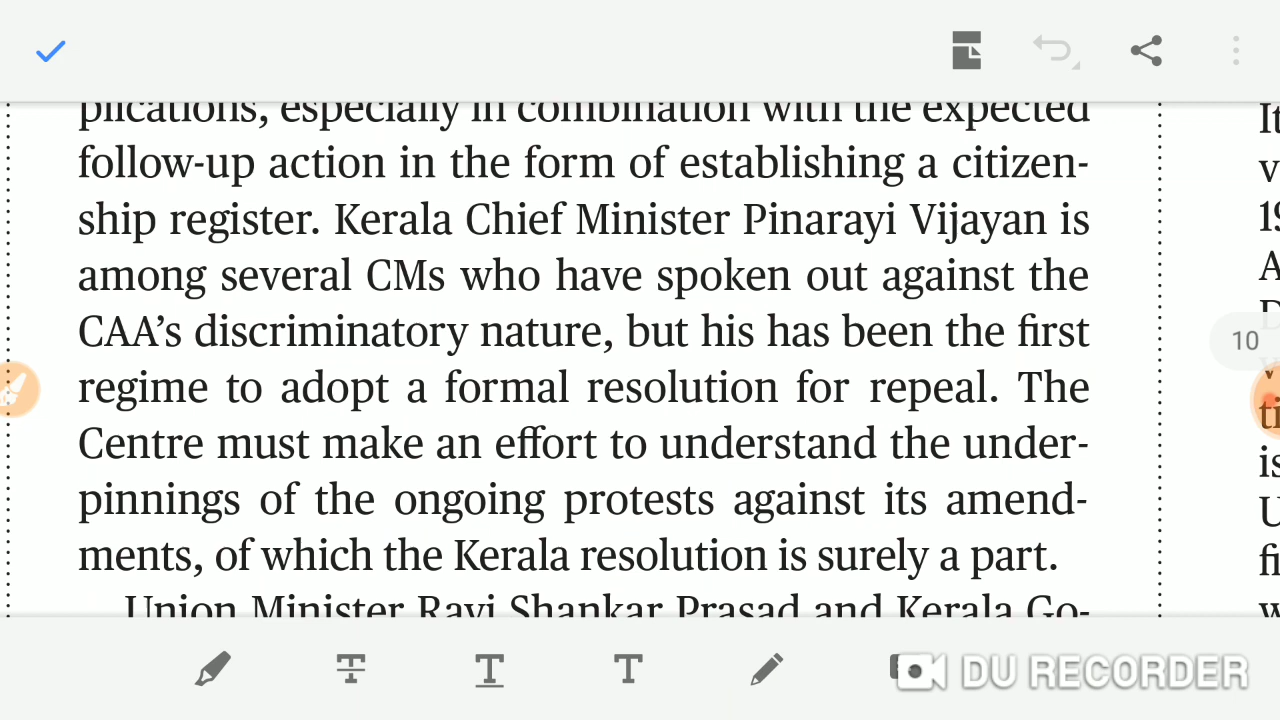 plications, especially in combination with the expected
follow-up action in the form of establishing a citizen-
ship register. Kerala Chief Minister Pinarayi Vijayan is
among several CMs who have spoken out against the
CAA's discriminatory nature, but his has been the first
regime to adopt a formal resolution for repeal. The
Centre must make an effort to understand the under-
pinnings of the ongoing protests against its amend-
ments, of which the Kerala resolution is surely a part.
Union Minister Ravi Shankar Prasad and Kerala Go-
10
DU RECORDER